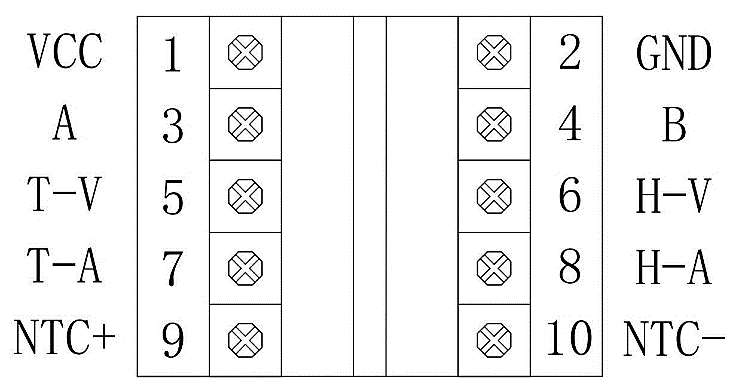 VCC 1 2 GND
A 3 4 B
T-V 5 6 H-V
T-A 7 8 H-A
NTC+ 9 10 NTC-